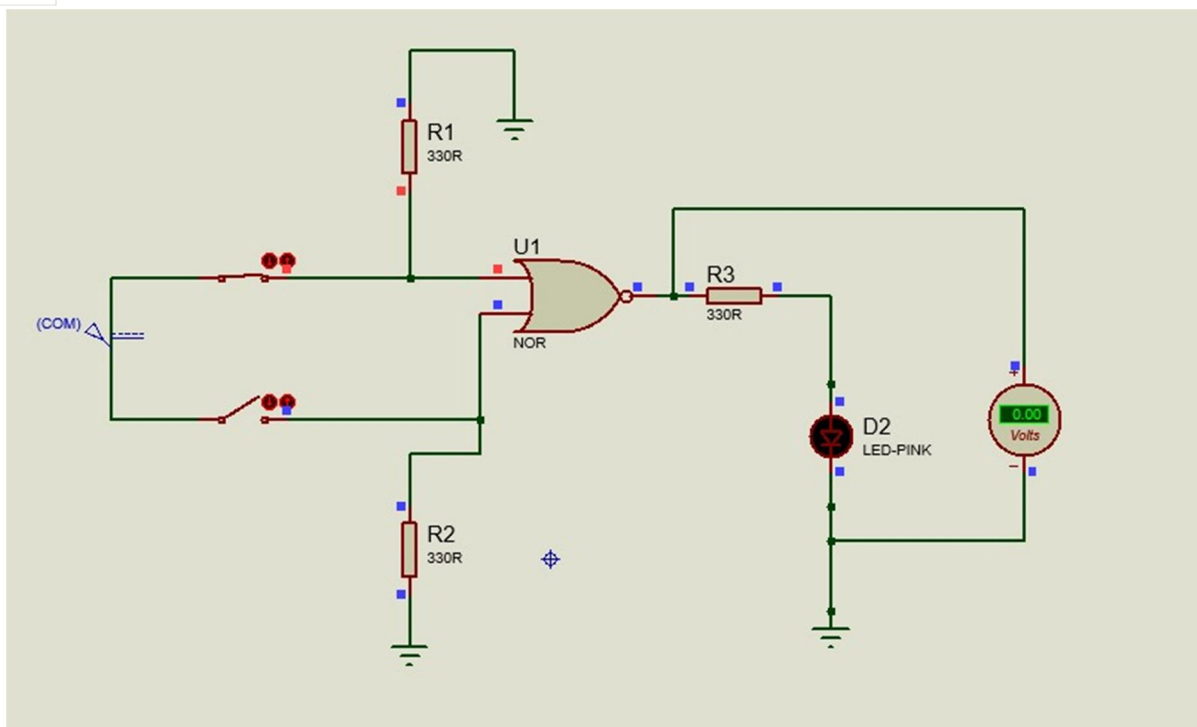 R1
330R
U1
(COM)
R3
330R
NOR
+
0.00
Volts
D2
LED-PINK
R2
330R